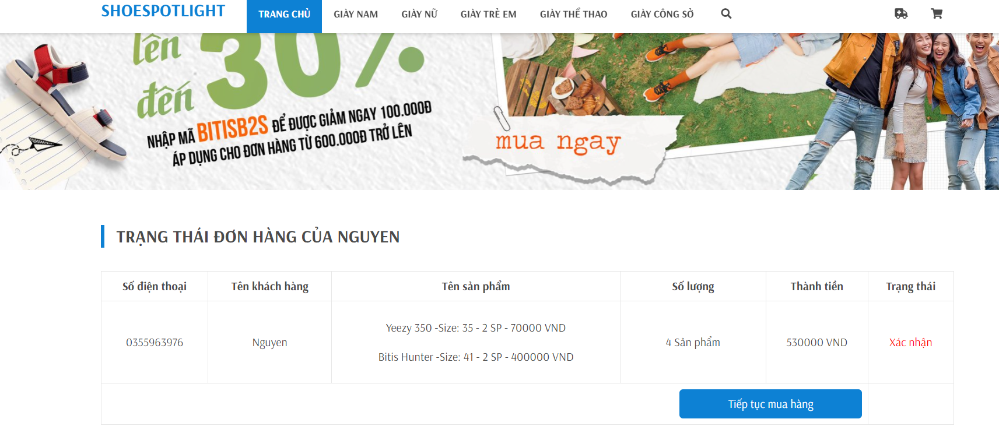 SHOESPOTLIGHT
TRANG CHỦ
GIÀY NAM
GIÀY NỮ
GIÀY TRẺ EM
GIÀY THỂ THAO
GIÀY CÔNG SỞ
lên
đến
30%
NHẬP MÃ BITISB2S ĐỂ ĐƯỢC GIẢM NGAY 100.000Đ
ÁP DỤNG CHO ĐƠN HÀNG TỪ 600.000Đ TRỞ LÊN
mua ngay
TRẠNG THÁI ĐƠN HÀNG CỦA NGUYEN
Số điện thoại
Tên khách hàng
Tên sản phẩm
Số lượng
Thành tiền
Trạng thái
0355963976
Nguyen
Yeezy 350 -Size: 35 - 2 SP - 70000 VND
Bitis Hunter -Size: 41 - 2 SP - 400000 VND
4 Sản phẩm
530000 VND
Xác nhận
Tiếp tục mua hàng